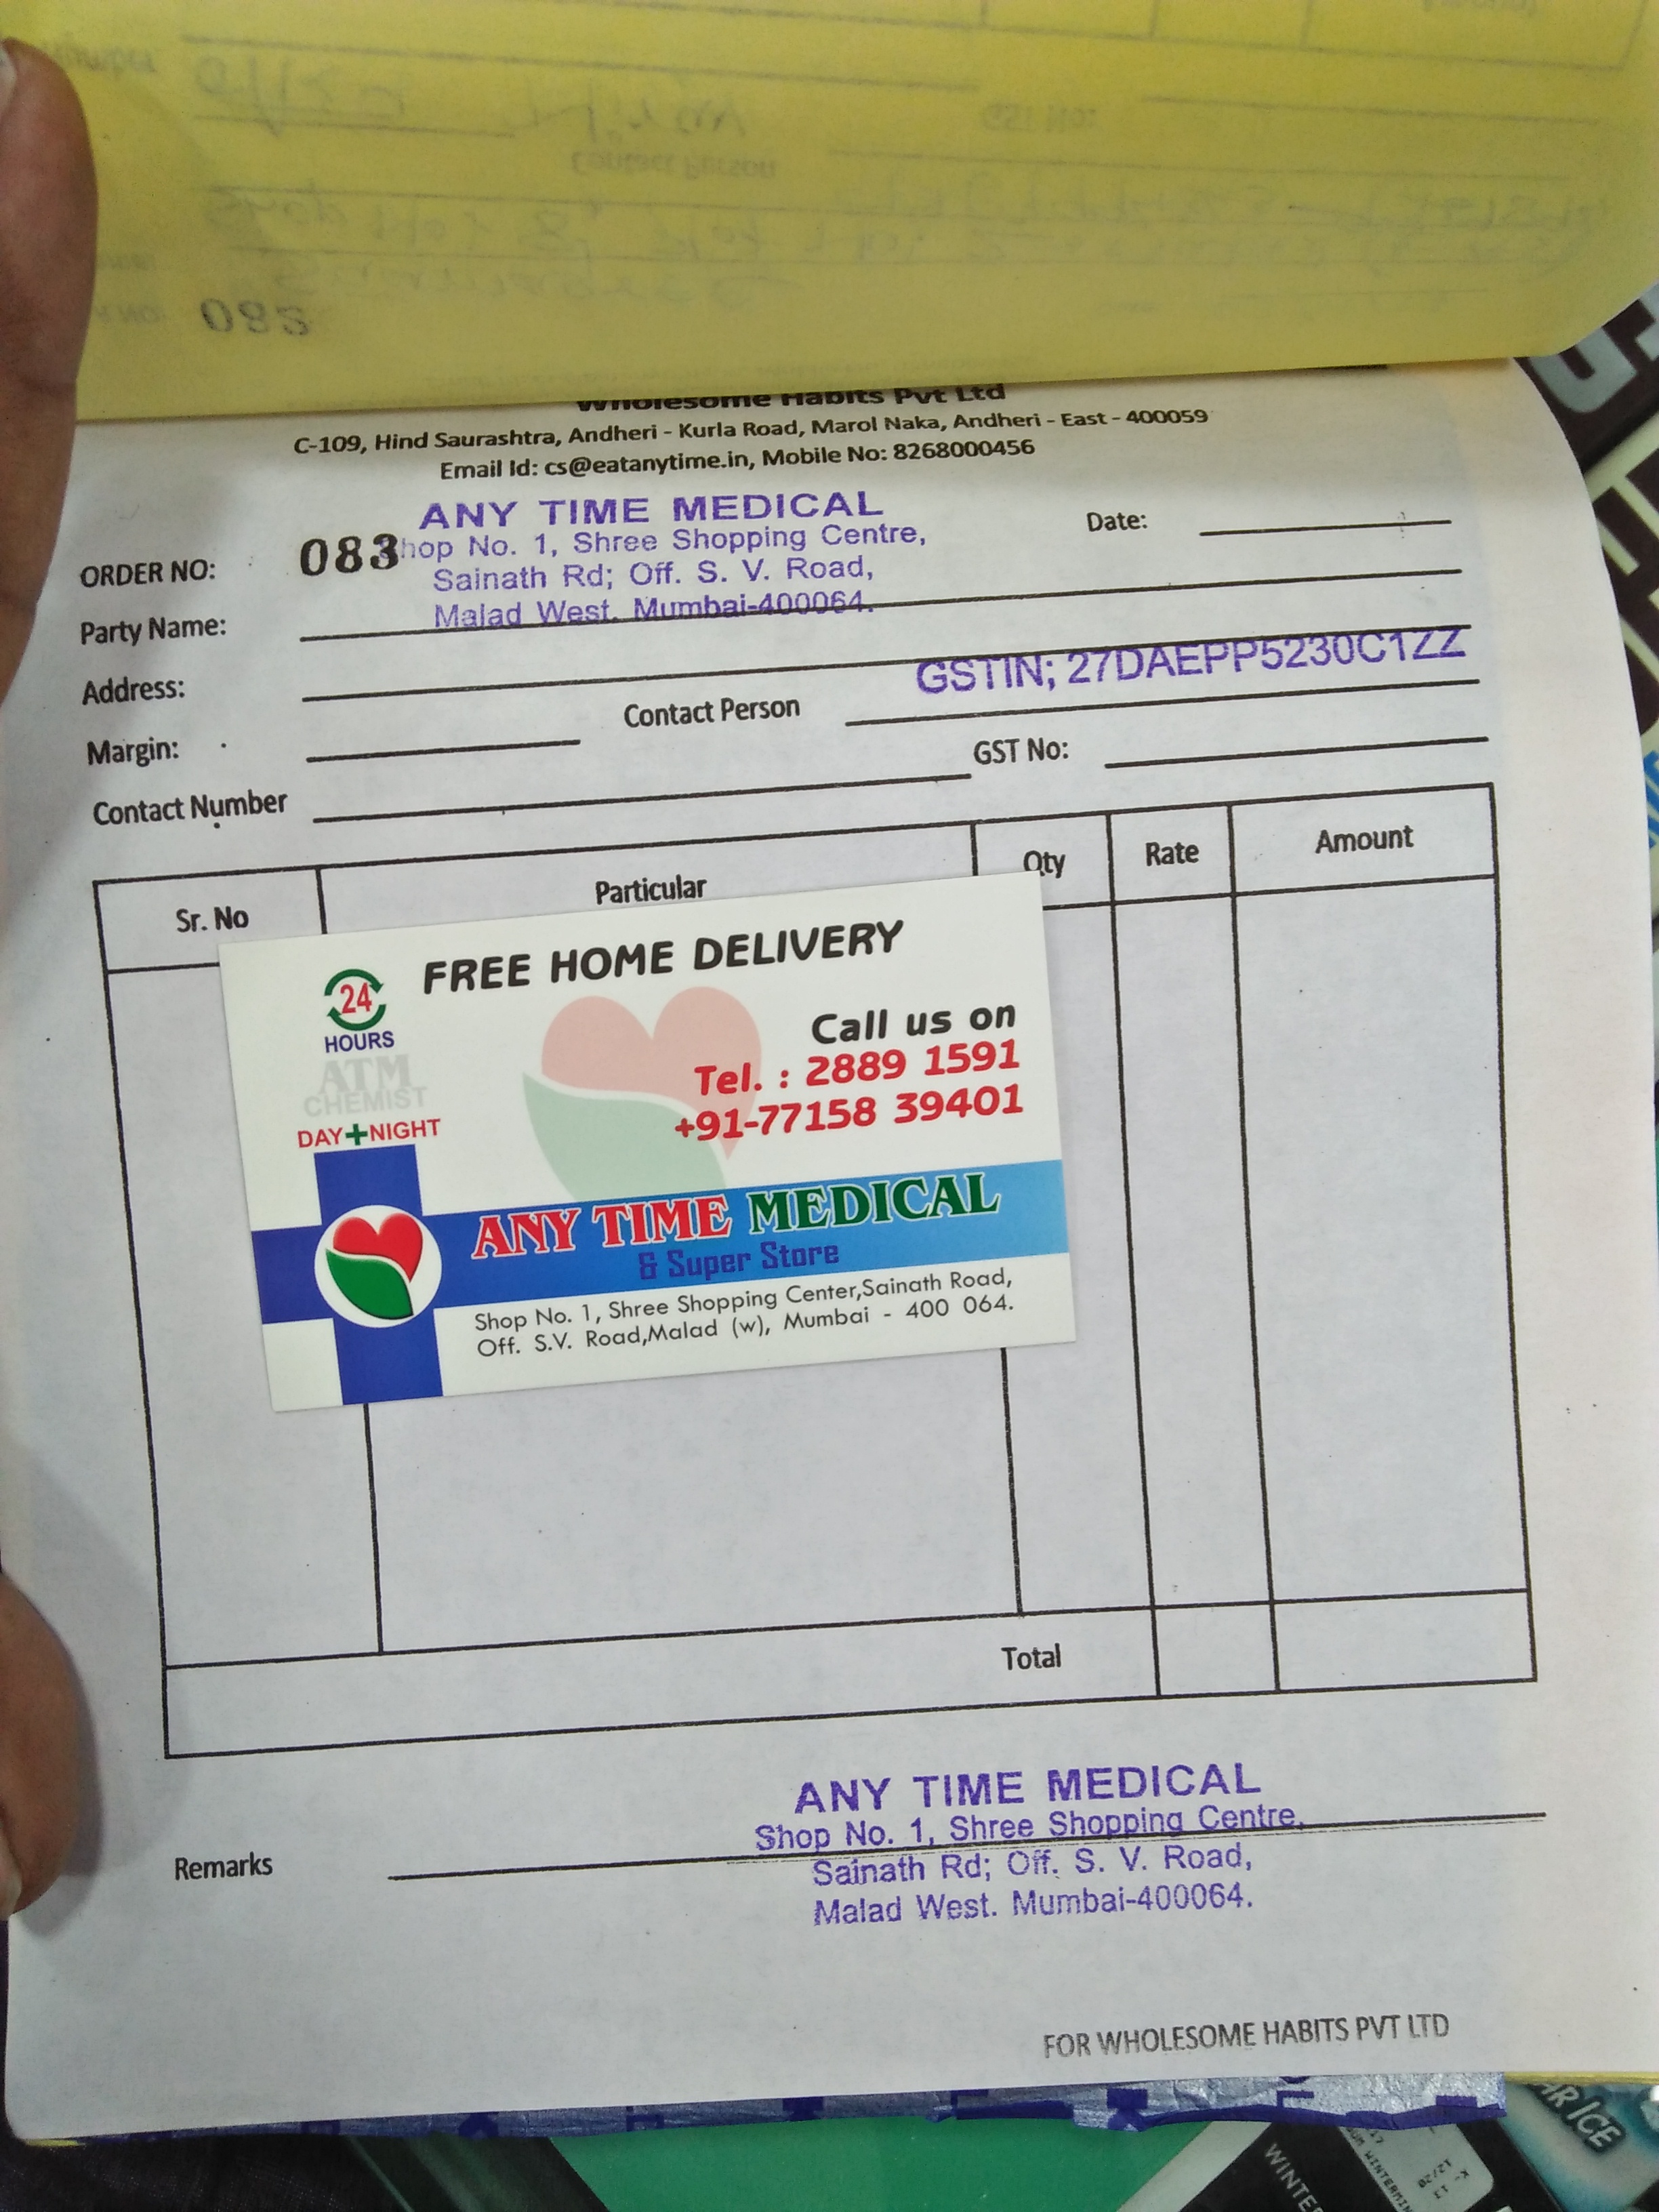 082
Wholesome Habits Pvt Ltd
C-109, Hind Saurashtra, Andheri - Kurla Road, Marol Naka, Andheri - East - 400059
Email Id: cs@eatanytime.in, Mobile No: 8268000456
ANY TIME MEDICAL
Shop No. 1, Shree Shopping Centre,
Sainath Rd; Off. S. V. Road,
Malad West. Mumbai-400064.
ORDER NO: 083
Date:
Party Name:
Address:
GSTIN; 27DAEPP5230C1ZZ
Margin:
Contact Person
Contact Number
GST No:
Sr. No Particular Qty Rate Amount
FREE HOME DELIVERY
24
HOURS
ATM
CHEMIST
DAY+NIGHT
Call us on
Tel. : 2889 1591
+91-77158 39401
ANY TIME MEDICAL
& Super Store
Shop No. 1, Shree Shopping Center,Sainath Road,
Off. S.V. Road,Malad (w), Mumbai - 400 064.
Total
Remarks
ANY TIME MEDICAL
Shop No. 1, Shree Shopping Centre,
Sainath Rd; Off. S. V. Road,
Malad West. Mumbai-400064.
FOR WHOLESOME HABITS PVT LTD
ICE